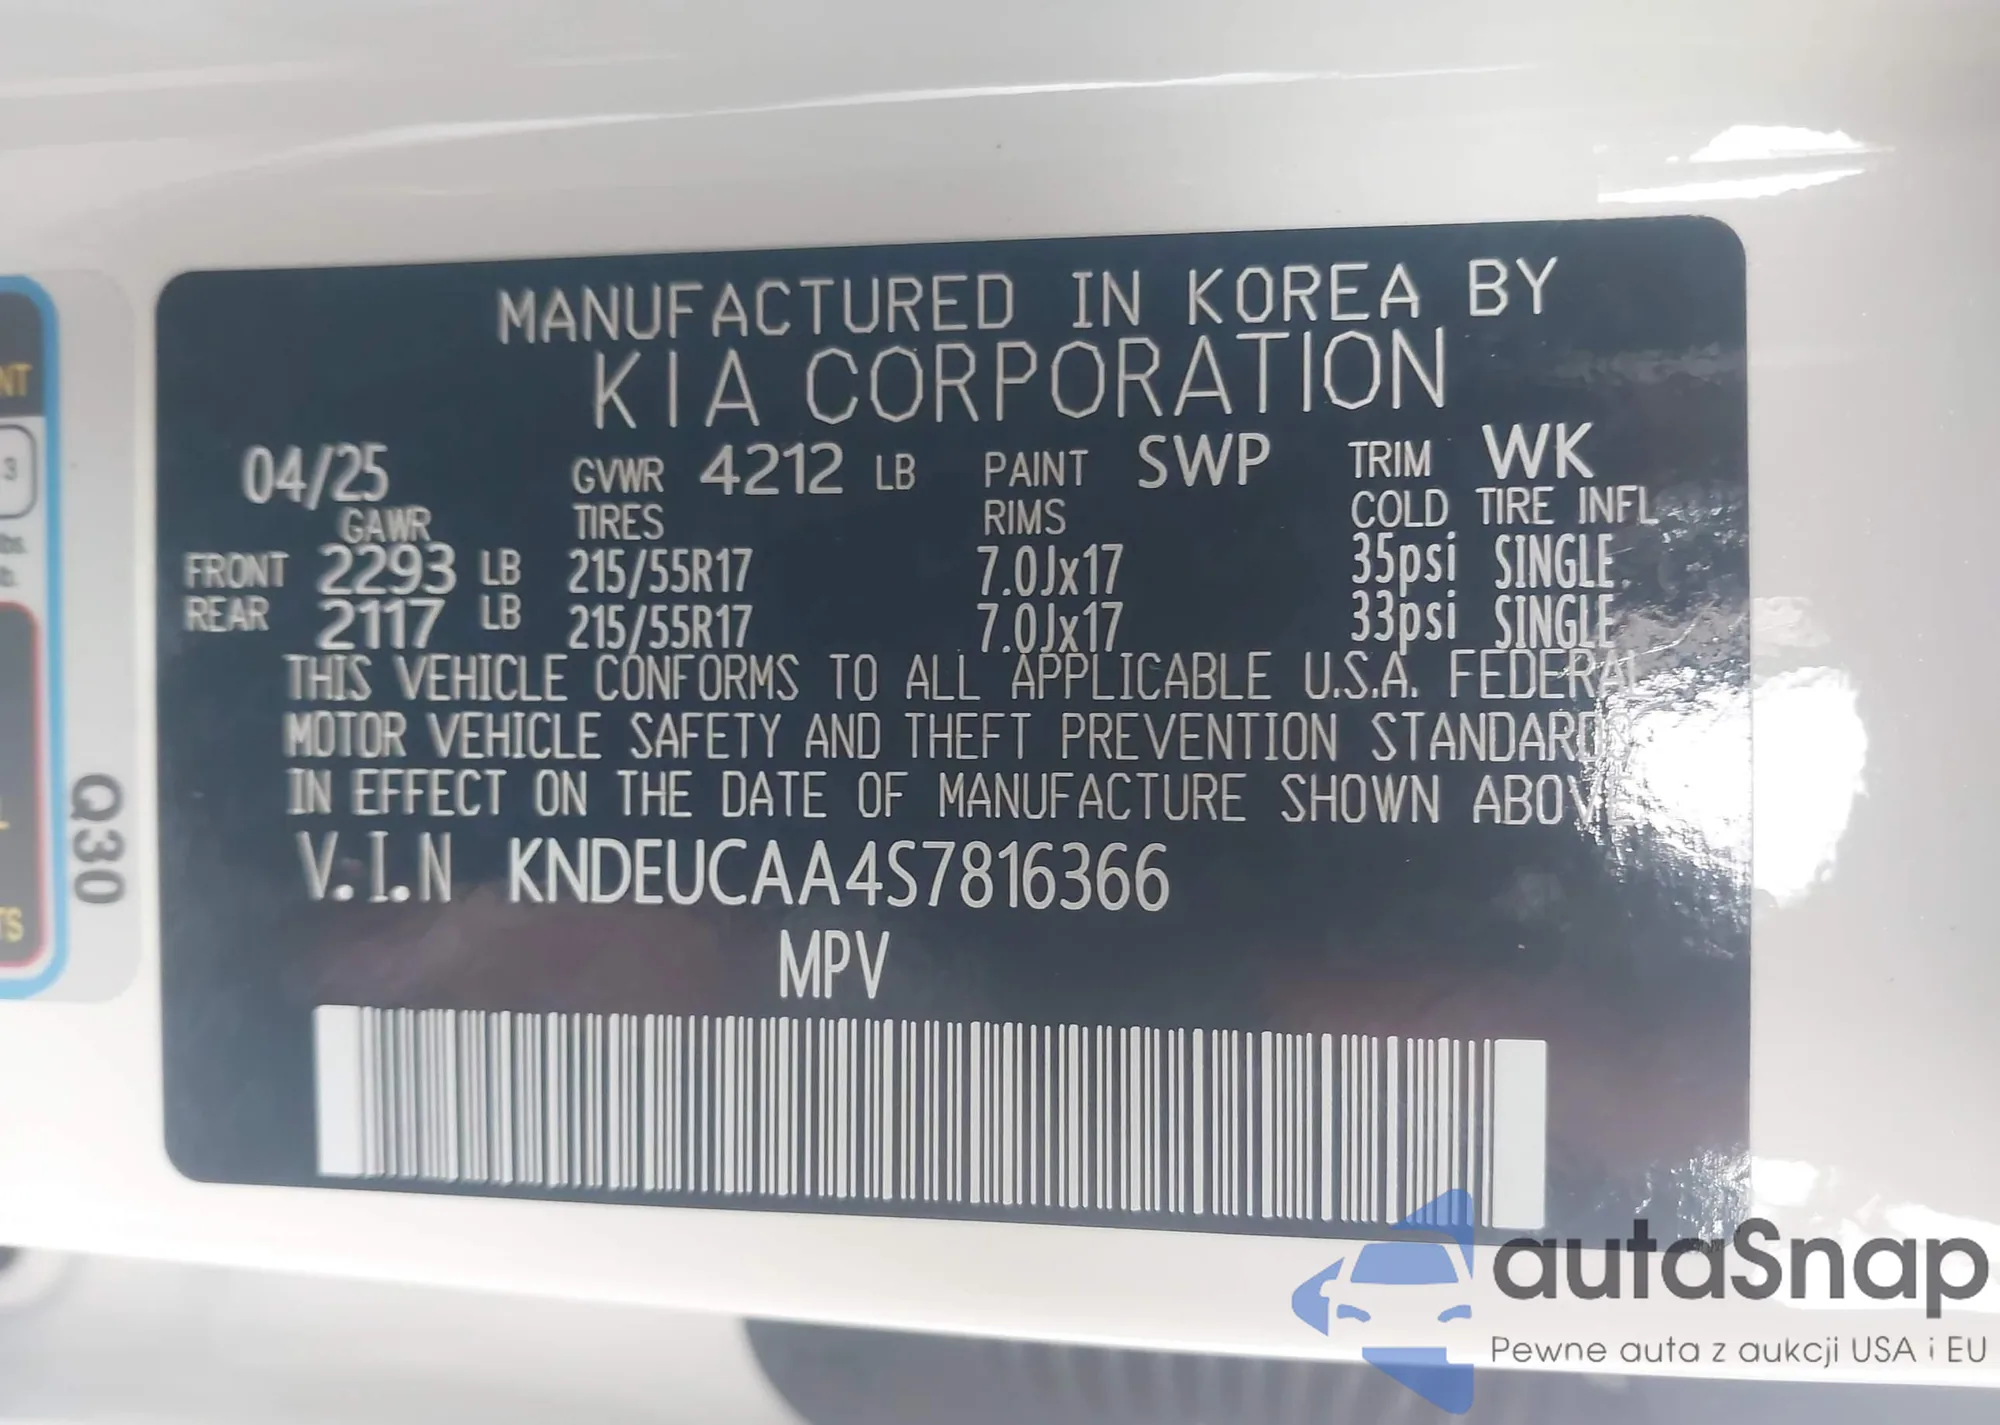 MANUFACTURED IN KOREA BY
KIA CORPORATION
04/25 GVWR 4212 LB PAINT SWP TRIM WK
GAWR TIRES RIMS COLD TIRE INFL
FRONT 2293 LB 215/55R17 7.0Jx17 35psi SINGLE
REAR 2117 LB 215/55R17 7.0Jx17 33psi SINGLE
THIS VEHICLE CONFORMS TO ALL APPLICABLE U.S.A. FEDERAL
MOTOR VEHICLE SAFETY AND THEFT PREVENTION STANDARDS
IN EFFECT ON THE DATE OF MANUFACTURE SHOWN ABOVE
V.I.N KNDEUCAA4S7816366
MPV
Q30
NT
3
TS
autaSnap
Pewne auta z aukcji USA i EU